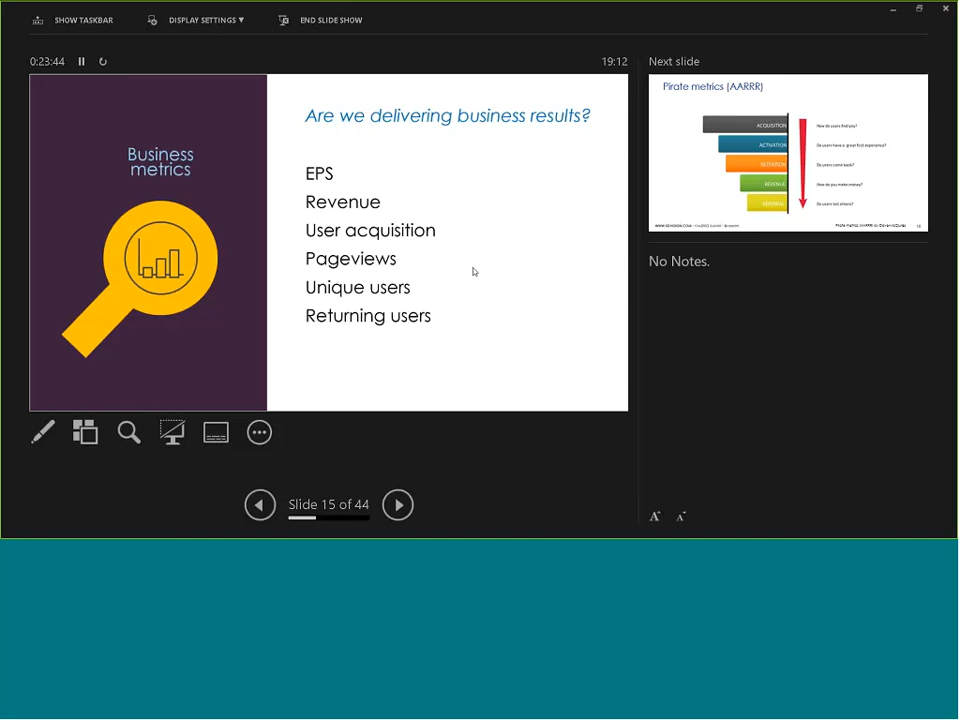 SHOW TASKBAR
DISPLAY SETTINGS ▼
END SLIDE SHOW
0:23:44
19:12
Next slide
Business
metrics
Are we delivering business results?
EPS
Revenue
User acquisition
Pageviews
Unique users
Returning users
Pirate metrics (AARRR)
ACQUISITION
How do users find you?
ACTIVATION
Do users have a great first experience?
RETENTION
Do users come back?
REVENUE
How do you make money?
REFERRAL
Do users tell others?
No Notes.
Slide 15 of 44